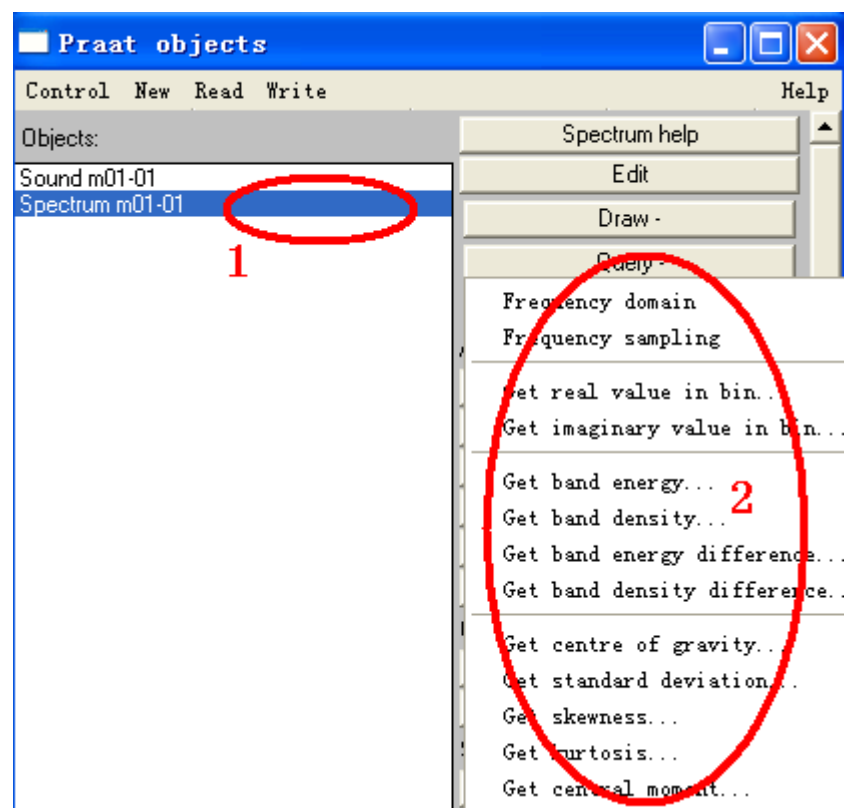 Praat objects
Control New Read Write Help
Objects:
Spectrum help
Sound m01-01
Edit
Spectrum m01-01
Draw -
1
Query -
Frequency domain
Frequency sampling
Get real value in bin...
Get imaginary value in bin...
Get band energy...
2
Get band density...
Get band energy difference...
Get band density difference...
Get centre of gravity...
Get standard deviation...
Get skewness...
Get kurtosis...
Get central moment...